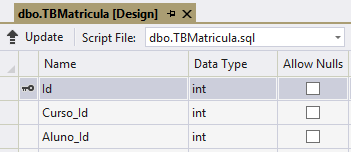 dbo.TBMatricula [Design]
Update Script File: dbo.TBMatricula.sql
Name Data Type Allow Nulls
Id int
Curso_Id int
Aluno_Id int